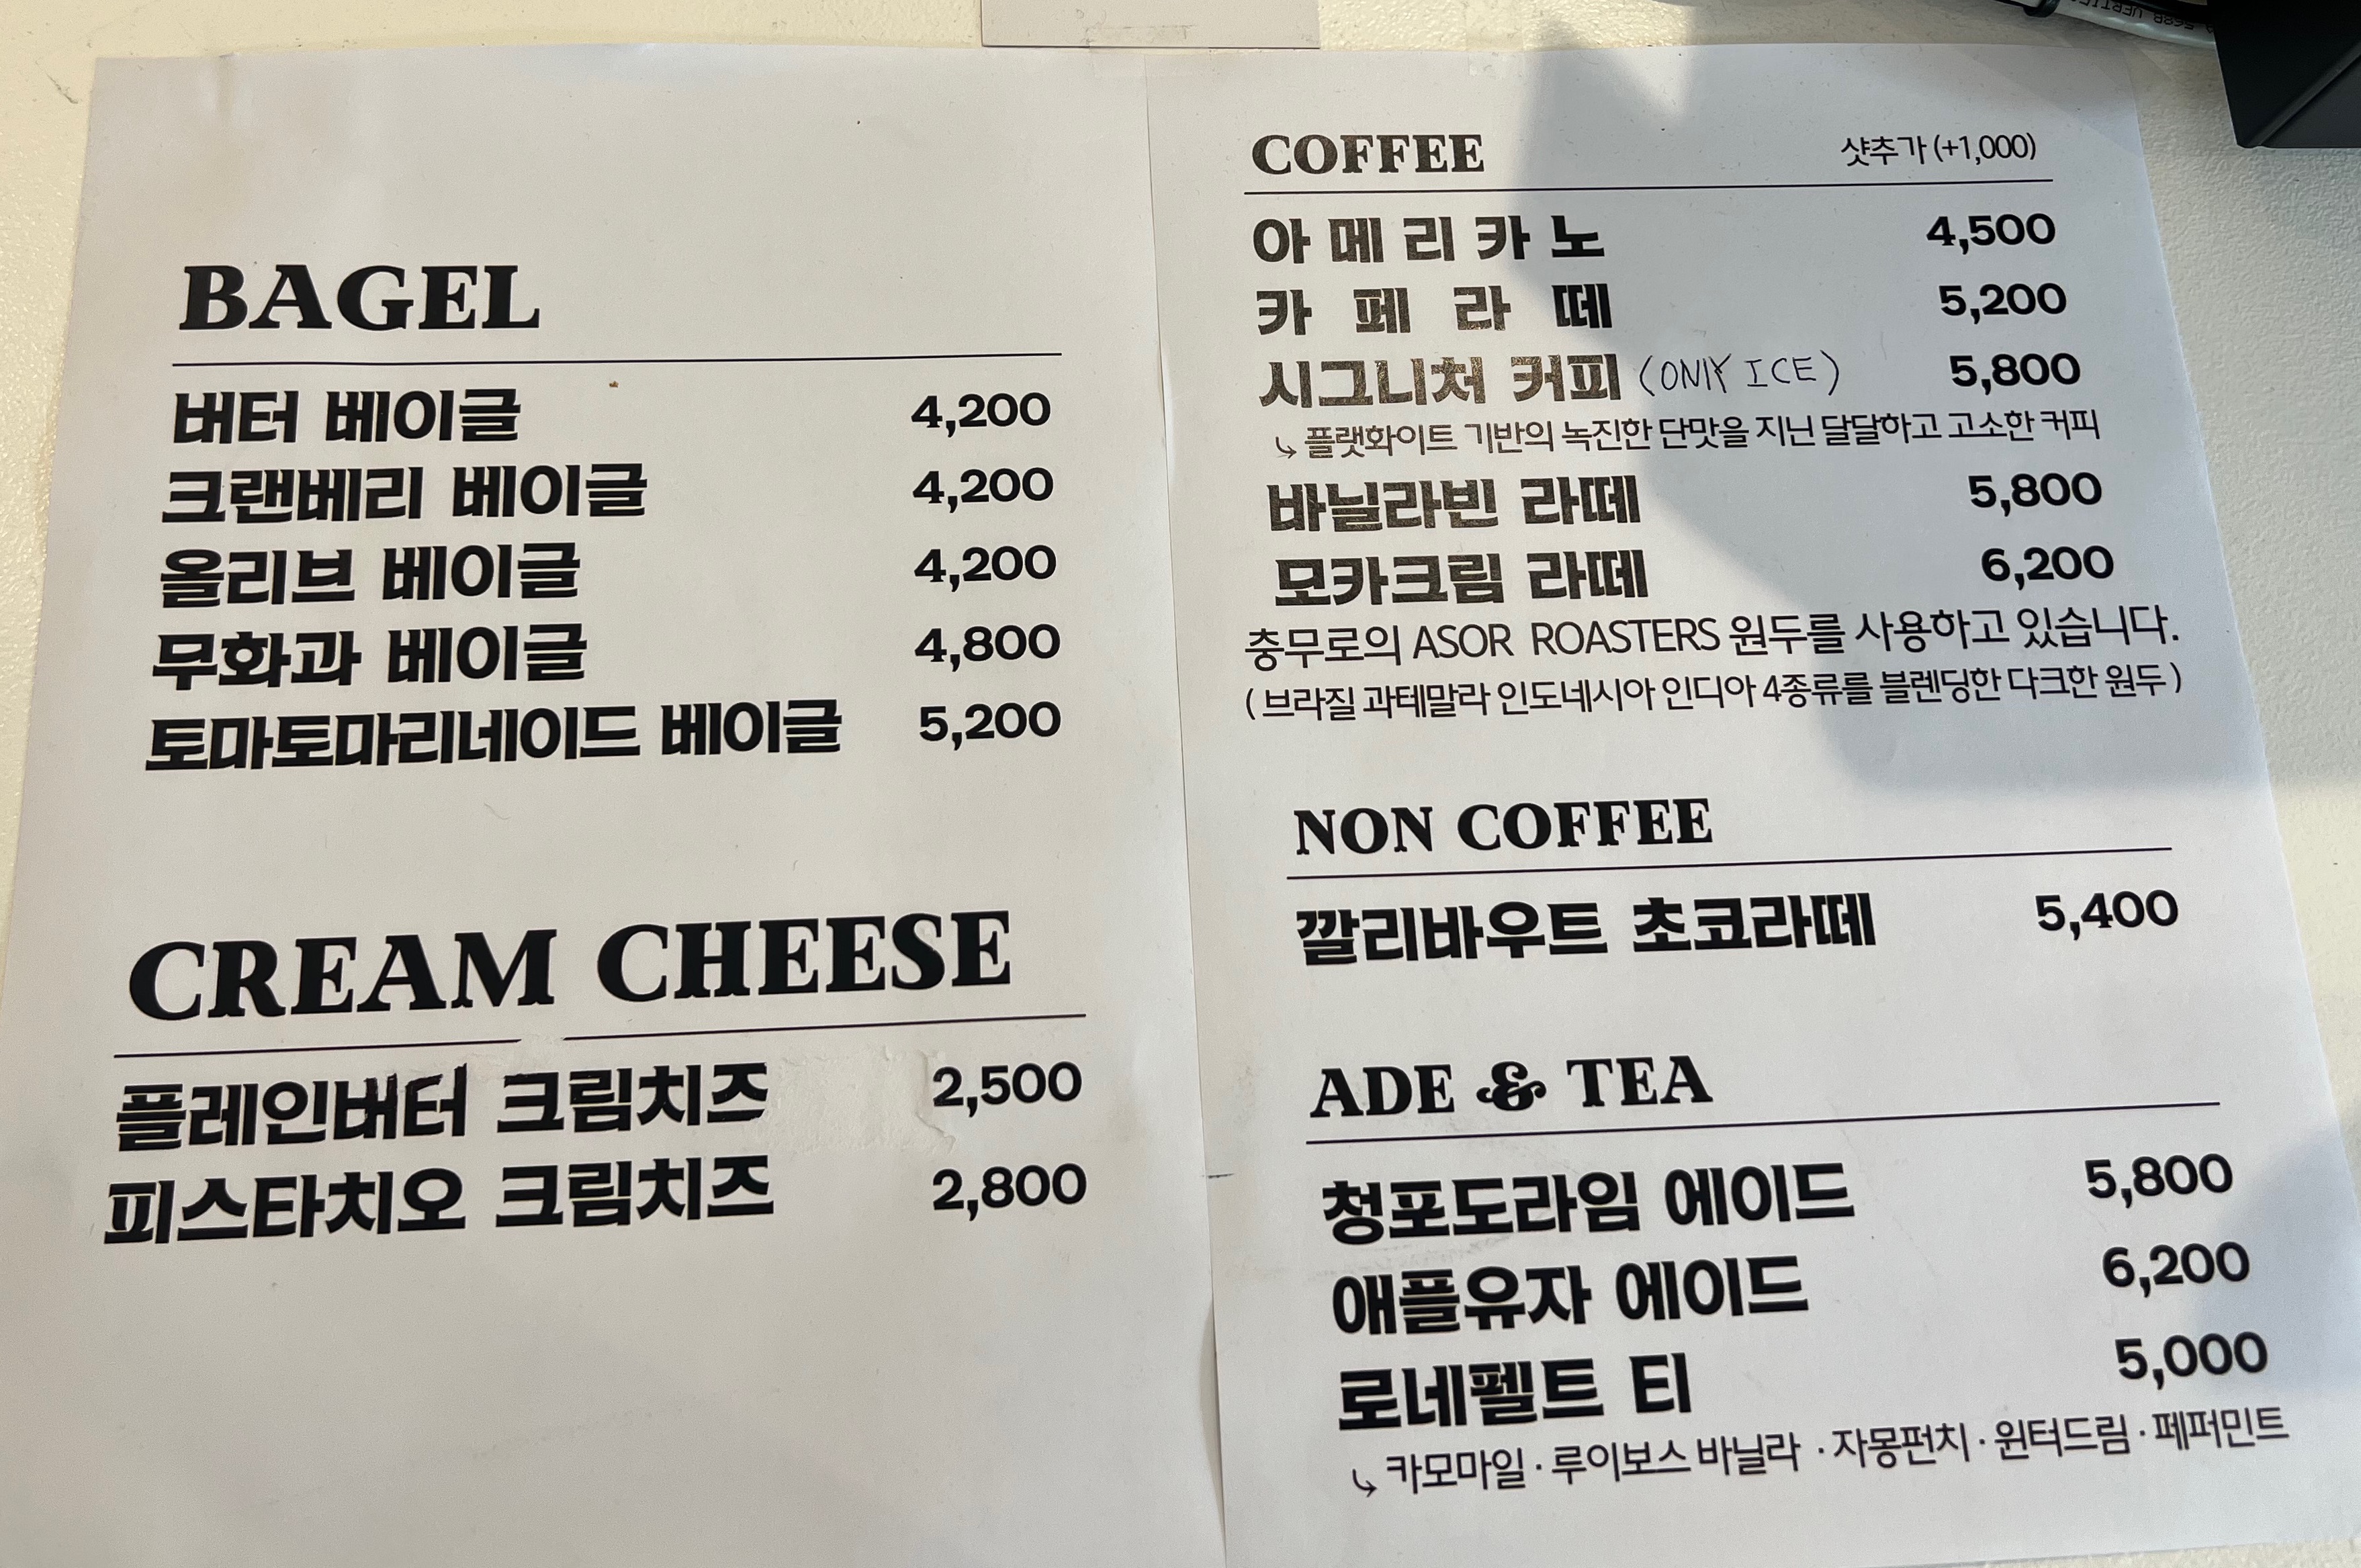 BAGEL
버터 베이글 4,200
크랜베리 베이글 4,200
올리브 베이글 4,200
무화과 베이글 4,800
토마토마리네이드 베이글 5,200
CREAM CHEESE
플레인버터 크림치즈 2,500
피스타치오 크림치즈 2,800
COFFEE 샷추가 (+1,000)
아메리카노 4,500
카페라떼 5,200
시그니처 커피 (ONLY ICE) 5,800
↳ 플랫화이트 기반의 녹진한 단맛을 지닌 달달하고 고소한 커피
바닐라빈 라떼 5,800
모카크림 라떼 6,200
충무로의 ASOR ROASTERS 원두를 사용하고 있습니다.
( 브라질 과테말라 인도네시아 인디아 4종류를 블렌딩한 다크한 원두 )
NON COFFEE
깔리바우트 초코라떼 5,400
ADE & TEA
청포도라임 에이드 5,800
애플유자 에이드 6,200
로네펠트 티 5,000
↳ 카모마일 · 루이보스 바닐라 · 자몽펀치 · 윈터드림 · 페퍼민트